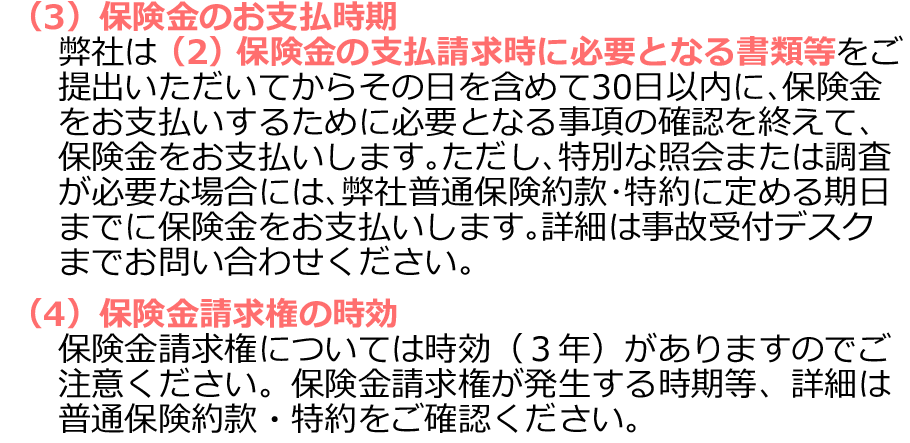 （3）保険金のお支払時期
弊社は（2）保険金の支払請求時に必要となる書類等をご
提出いただいてからその日を含めて30日以内に、保険金
をお支払いするために必要となる事項の確認を終えて、
保険金をお支払いします。ただし、特別な照会または調査
が必要な場合には、弊社普通保険約款・特約に定める期日
までに保険金をお支払いします。詳細は事故受付デスク
までお問い合わせください。
（4）保険金請求権の時効
保険金請求権については時効（３年）がありますのでご
注意ください。保険金請求権が発生する時期等、詳細は
普通保険約款・特約をご確認ください。